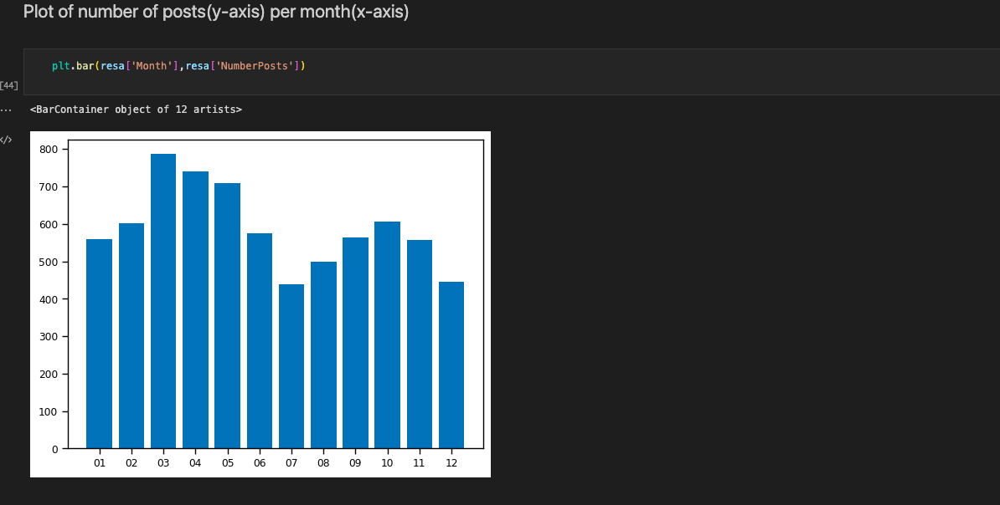 Plot of number of posts(y-axis) per month(x-axis)
plt.bar(resa['Month'],resa['NumberPosts'])
[44]
... <BarContainer object of 12 artists>
</>
800
700
600
500
400
300
200
100
0
01 02 03 04 05 06 07 08 09 10 11 12